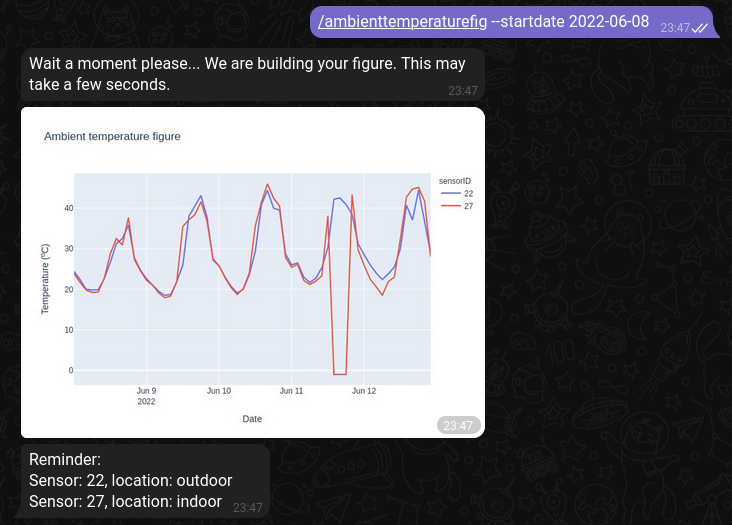 /ambienttemperaturefig --startdate 2022-06-08 23:47
Wait a moment please... We are building your figure. This may
take a few seconds.
23:47
Ambient temperature figure
sensorID
22
27
40
30
20
10
0
Temperature (ºC)
Jun 9
2022
Jun 10
Jun 11
Jun 12
Date
23:47
Reminder:
Sensor: 22, location: outdoor
Sensor: 27, location: indoor 23:47